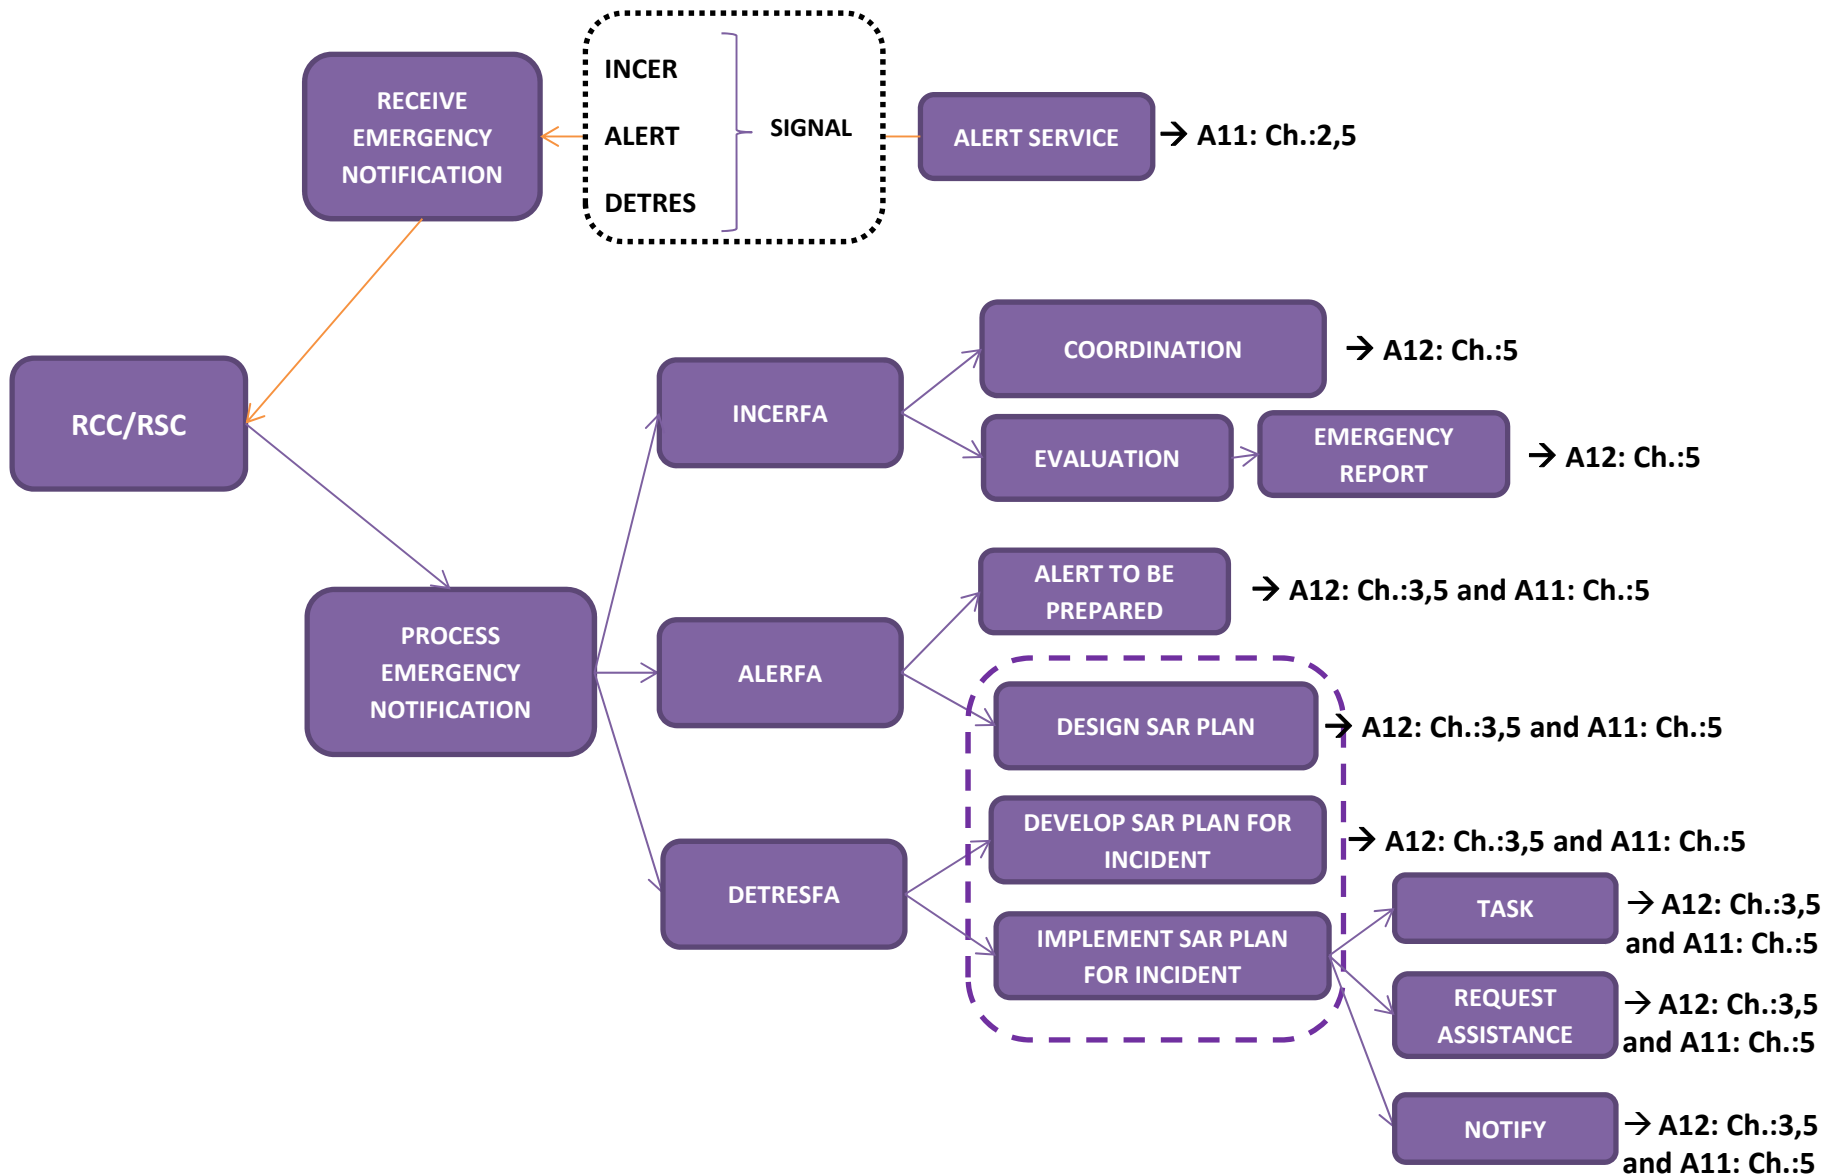 RECEIVE
EMERGENCY
NOTIFICATION
INCER
ALERT
DETRES
SIGNAL
ALERT SERVICE
→ A11: Ch.:2,5
RCC/RSC
PROCESS
EMERGENCY
NOTIFICATION
INCERFA
COORDINATION
→ A12: Ch.:5
EVALUATION
EMERGENCY
REPORT
→ A12: Ch.:5
ALERFA
ALERT TO BE
PREPARED
→ A12: Ch.:3,5 and A11: Ch.:5
DESIGN SAR PLAN
→ A12: Ch.:3,5 and A11: Ch.:5
DETRESFA
DEVELOP SAR PLAN FOR
INCIDENT
→ A12: Ch.:3,5 and A11: Ch.:5
IMPLEMENT SAR PLAN
FOR INCIDENT
TASK
→ A12: Ch.:3,5
and A11: Ch.:5
REQUEST
ASSISTANCE
→ A12: Ch.:3,5
and A11: Ch.:5
NOTIFY
→ A12: Ch.:3,5
and A11: Ch.:5